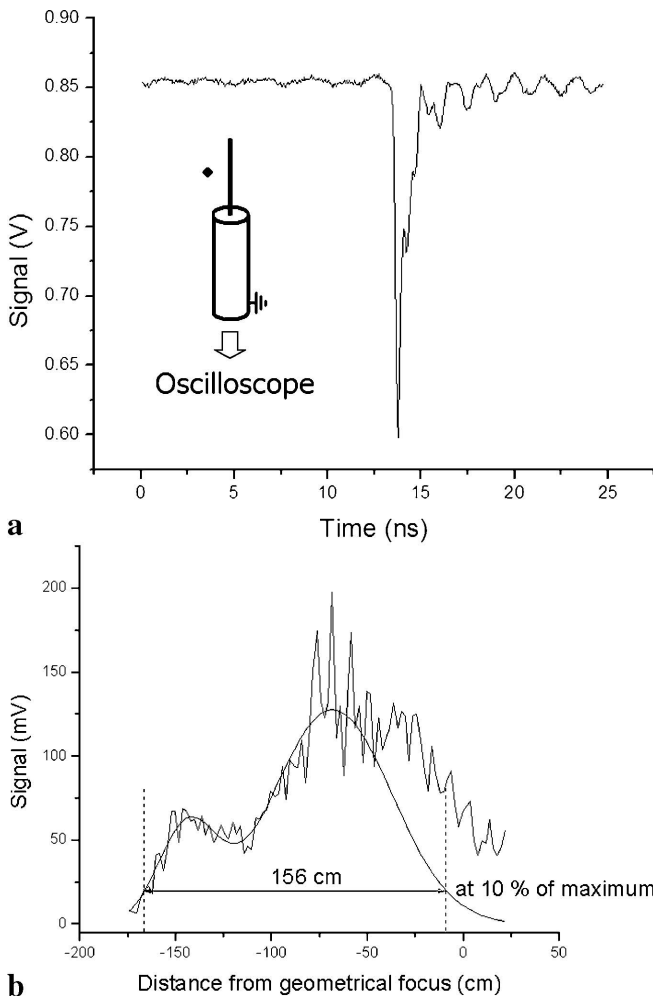 0.90
0.85
0.80
0.75
0.70
0.65
0.60
Signal (V)
Oscilloscope
0 5 10 15 20 25
Time (ns)
a
200
150
100
50
0
Signal (mV)
156 cm
at 10 % of maximum
-200 -150 -100 -50 0 50
Distance from geometrical focus (cm)
b